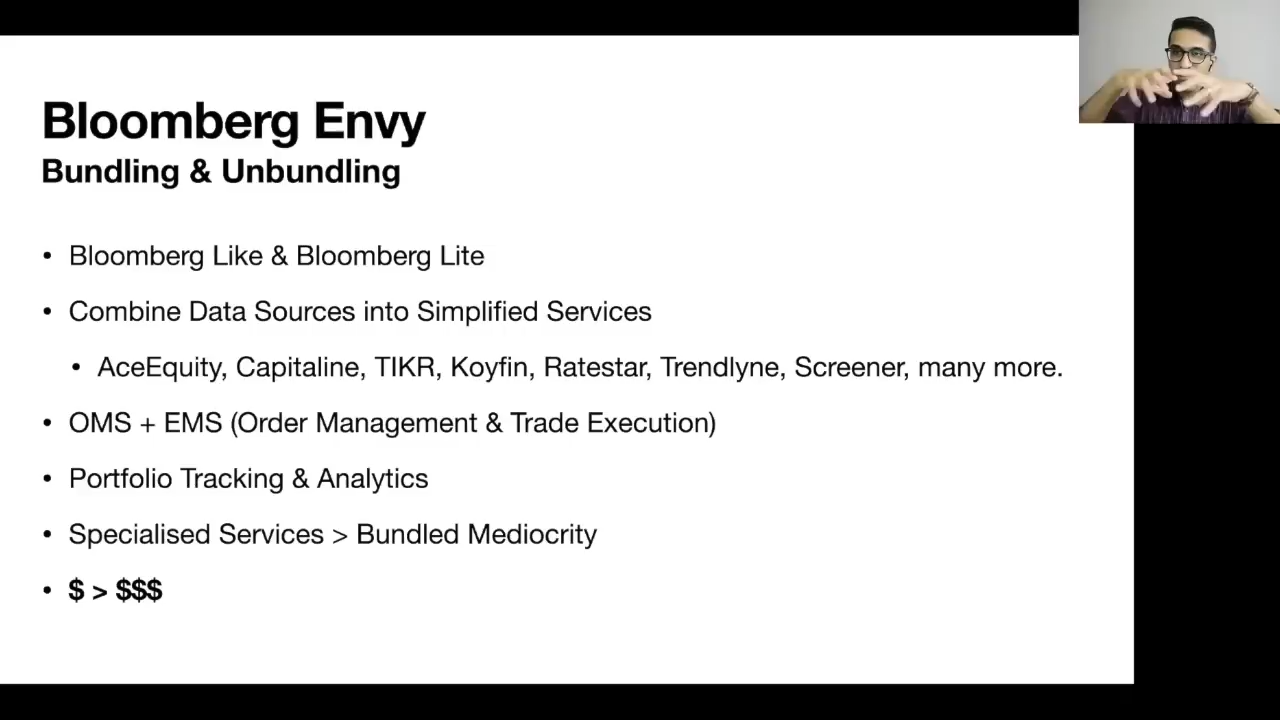 Bloomberg Envy
Bundling & Unbundling
• Bloomberg Like & Bloomberg Lite
• Combine Data Sources into Simplified Services
• AceEquity, Capitaline, TIKR, Koyfin, Ratestar, Trendlyne, Screener, many more.
• OMS + EMS (Order Management & Trade Execution)
• Portfolio Tracking & Analytics
• Specialised Services > Bundled Mediocrity
• $ > $$$